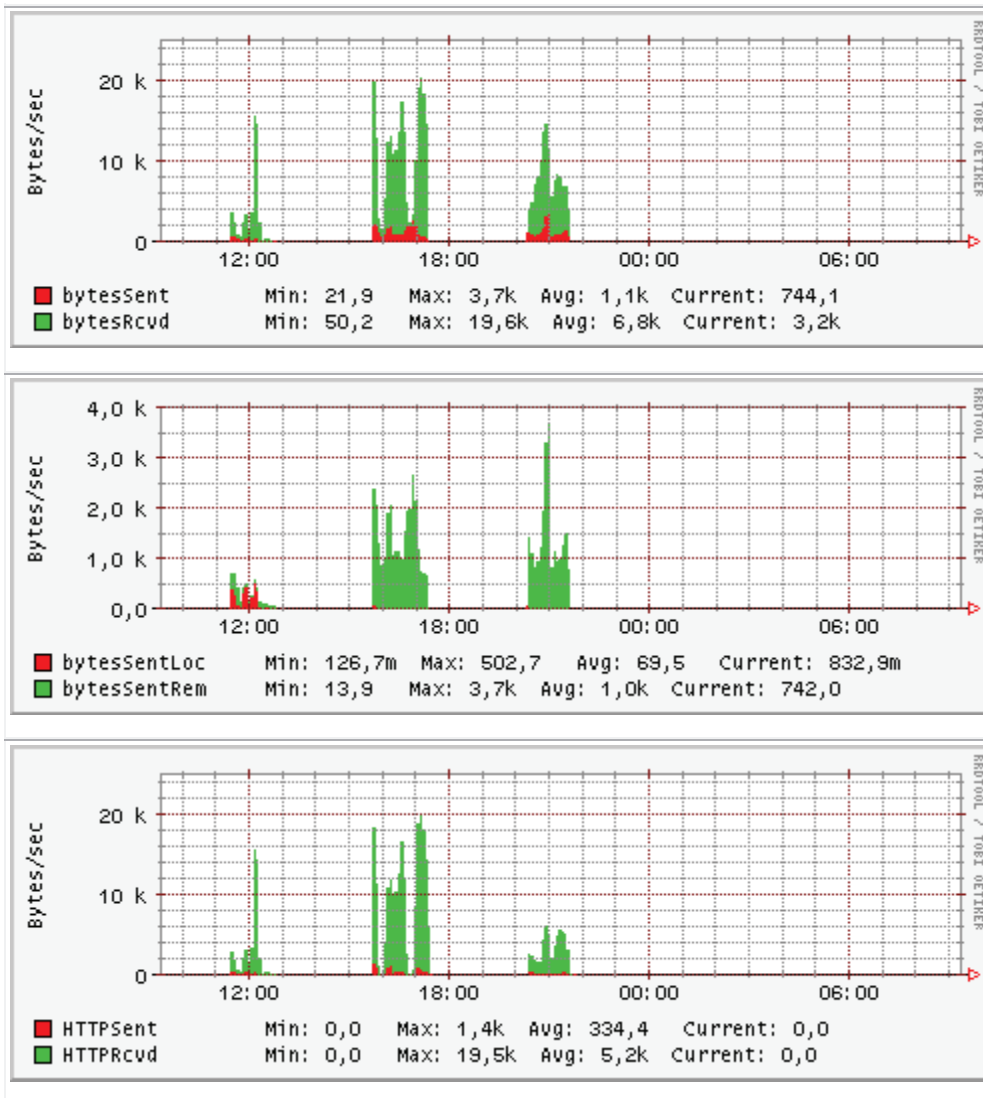 RRDTOOL / TOBI OETIKER
Bytes/sec
20 k
10 k
0
12:00 18:00 00:00 06:00
bytesSent Min: 21,9 Max: 3,7k Avg: 1,1k Current: 744,1
bytesRcvd Min: 50,2 Max: 19,6k Avg: 6,8k Current: 3,2k
RRDTOOL / TOBI OETIKER
Bytes/sec
4,0 k
3,0 k
2,0 k
1,0 k
0,0
12:00 18:00 00:00 06:00
bytesSentLoc Min: 126,7m Max: 502,7 Avg: 69,5 Current: 832,9m
bytesSentRem Min: 13,9 Max: 3,7k Avg: 1,0k Current: 742,0
RRDTOOL / TOBI OETIKER
Bytes/sec
20 k
10 k
0
12:00 18:00 00:00 06:00
HTTPSent Min: 0,0 Max: 1,4k Avg: 334,4 Current: 0,0
HTTPRcvd Min: 0,0 Max: 19,5k Avg: 5,2k Current: 0,0